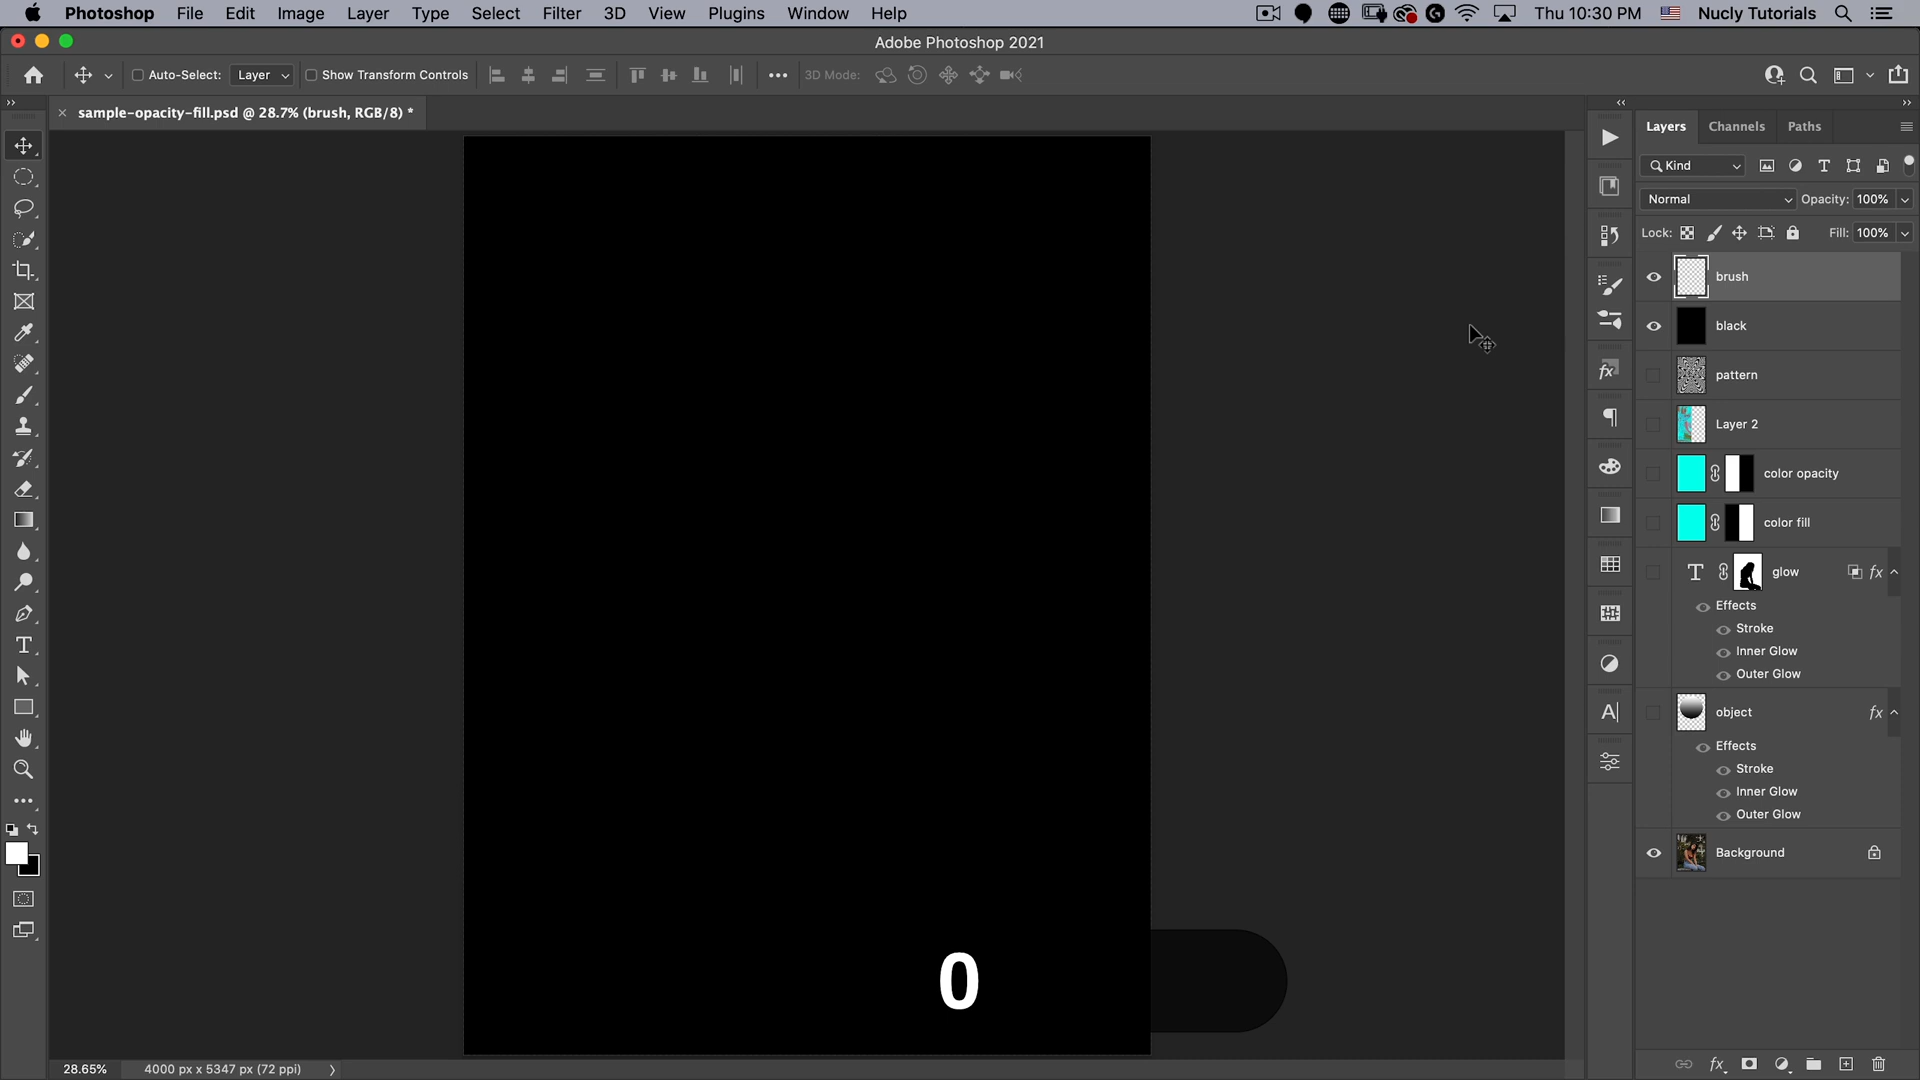 Photoshop File Edit Image Layer Type Select Filter 3D View Plugins Window Help Thu 10:30 PM Nucly Tutorials
Adobe Photoshop 2021
Auto-Select: Layer Show Transform Controls 3D Mode:
sample-opacity-fill.psd @ 28.7% (brush, RGB/8) *
Layers Channels Paths
Kind
Normal Opacity: 100%
Lock: Fill: 100%
brush
black
pattern
Layer 2
color opacity
color fill
glow fx
Effects
Stroke
Inner Glow
Outer Glow
object fx
Effects
Stroke
Inner Glow
Outer Glow
Background
0
28.65% 4000 px x 5347 px (72 ppi)